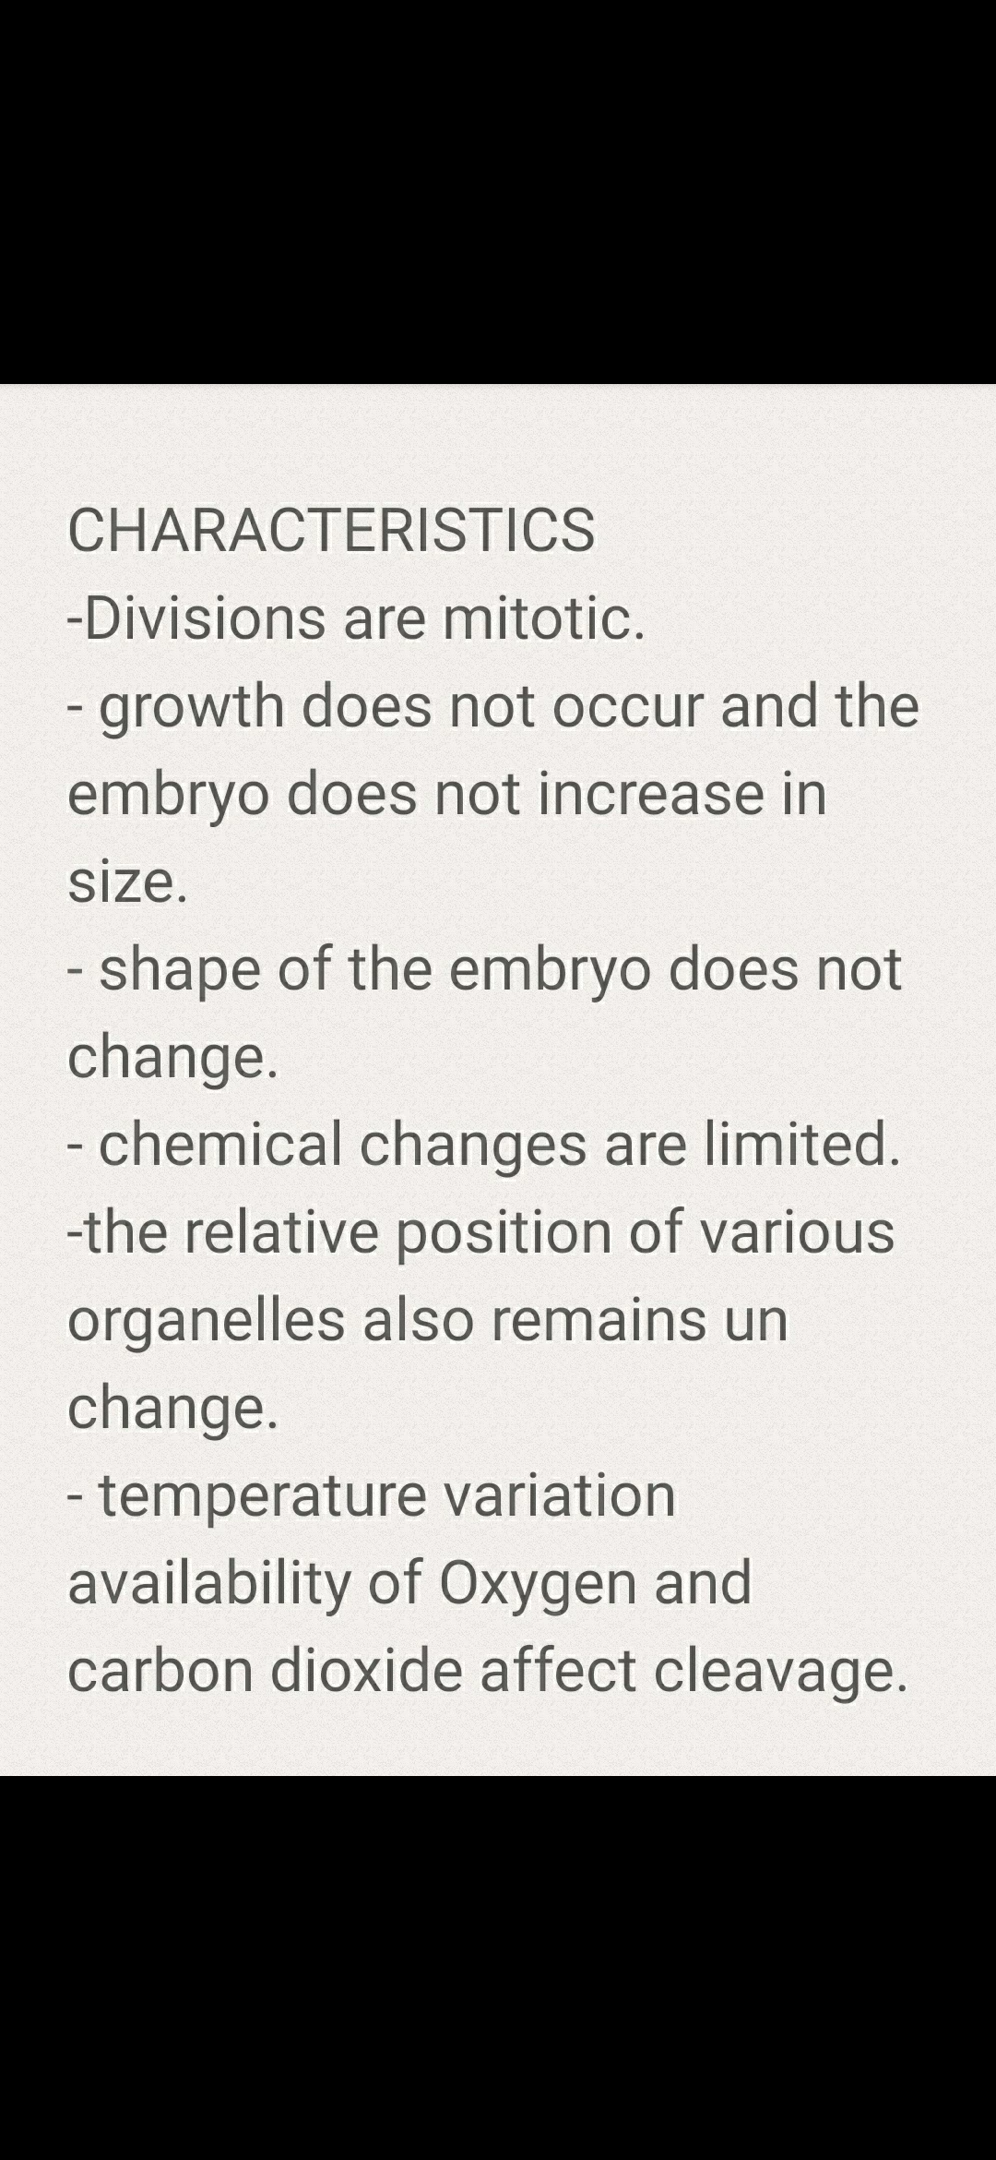 CHARACTERISTICS
-Divisions are mitotic.
- growth does not occur and the
embryo does not increase in
size.
- shape of the embryo does not
change.
- chemical changes are limited.
-the relative position of various
organelles also remains un
change.
- temperature variation
availability of Oxygen and
carbon dioxide affect cleavage.